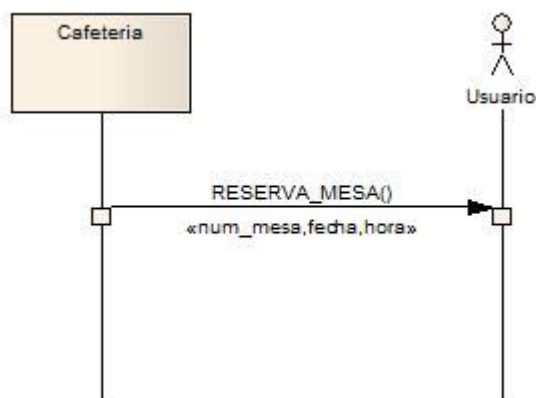 Cafeteria
Usuario
RESERVA_MESA()
«num_mesa,fecha,hora»